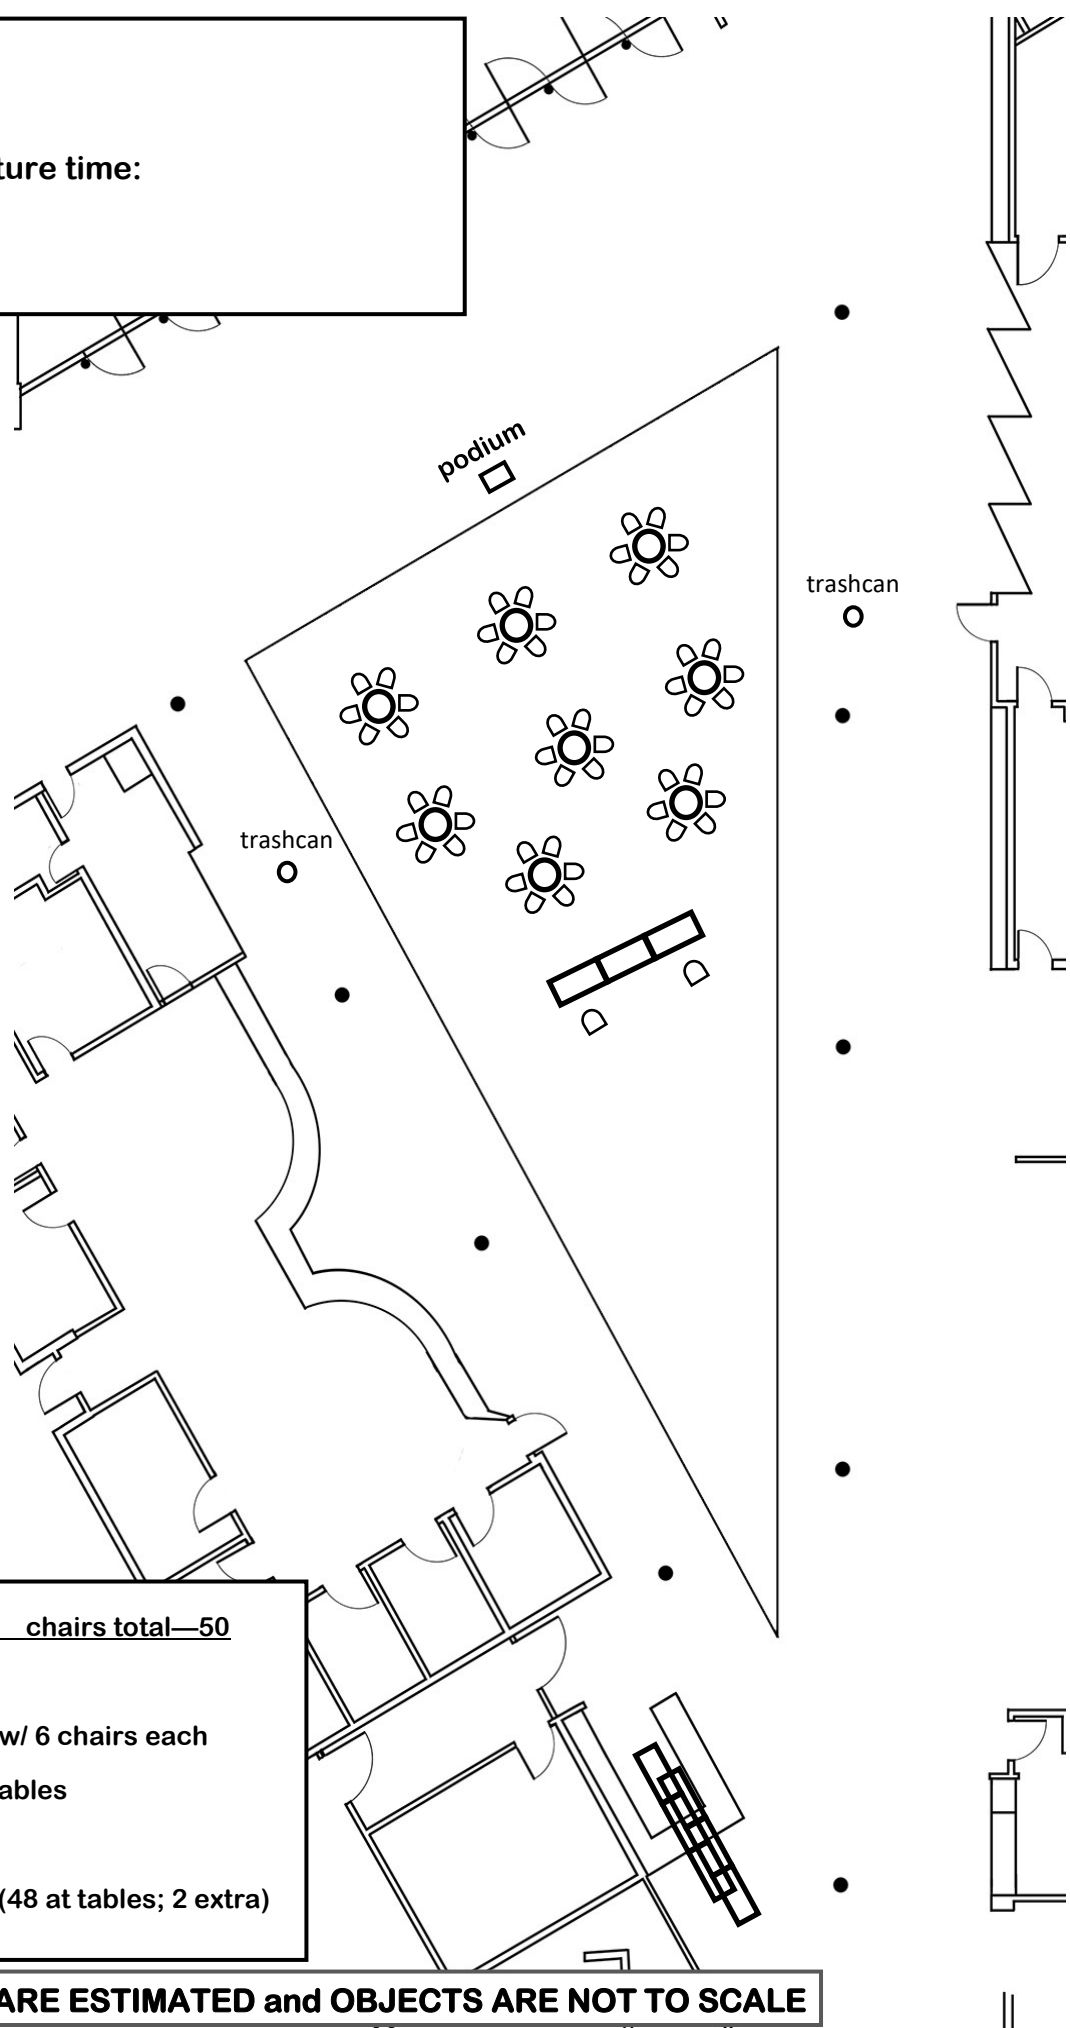 ture time:
podium
trashcan
trashcan
chairs total—50
w/ 6 chairs each
ables
(48 at tables; 2 extra)
ARE ESTIMATED and OBJECTS ARE NOT TO SCALE